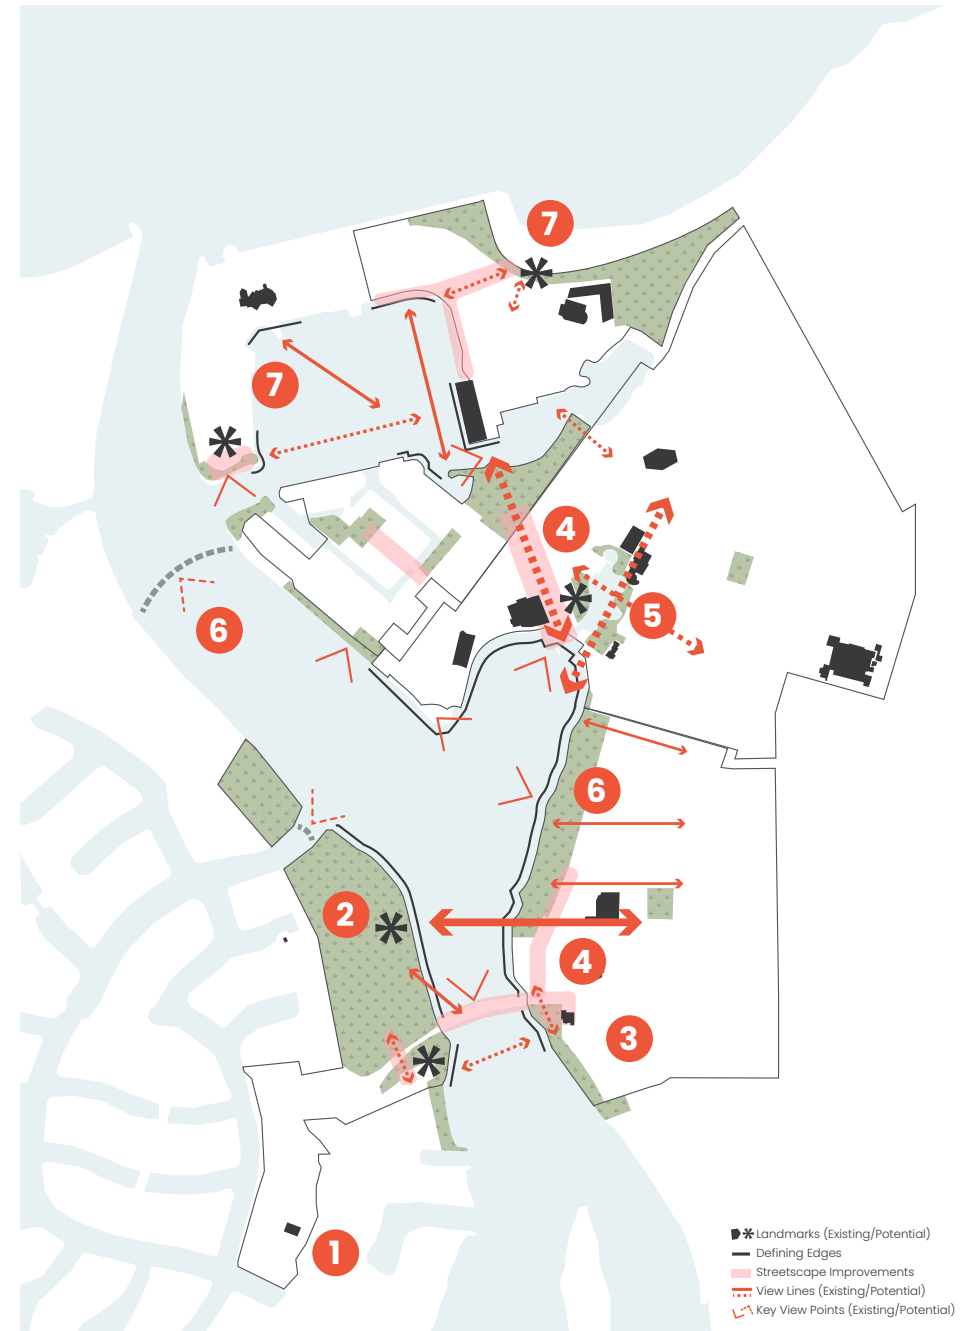 7
7
4
5
6
6
2
4
3
1
Landmarks (Existing/Potential)
Defining Edges
Streetscape Improvements
View Lines (Existing/Potential)
Key View Points (Existing/Potential)